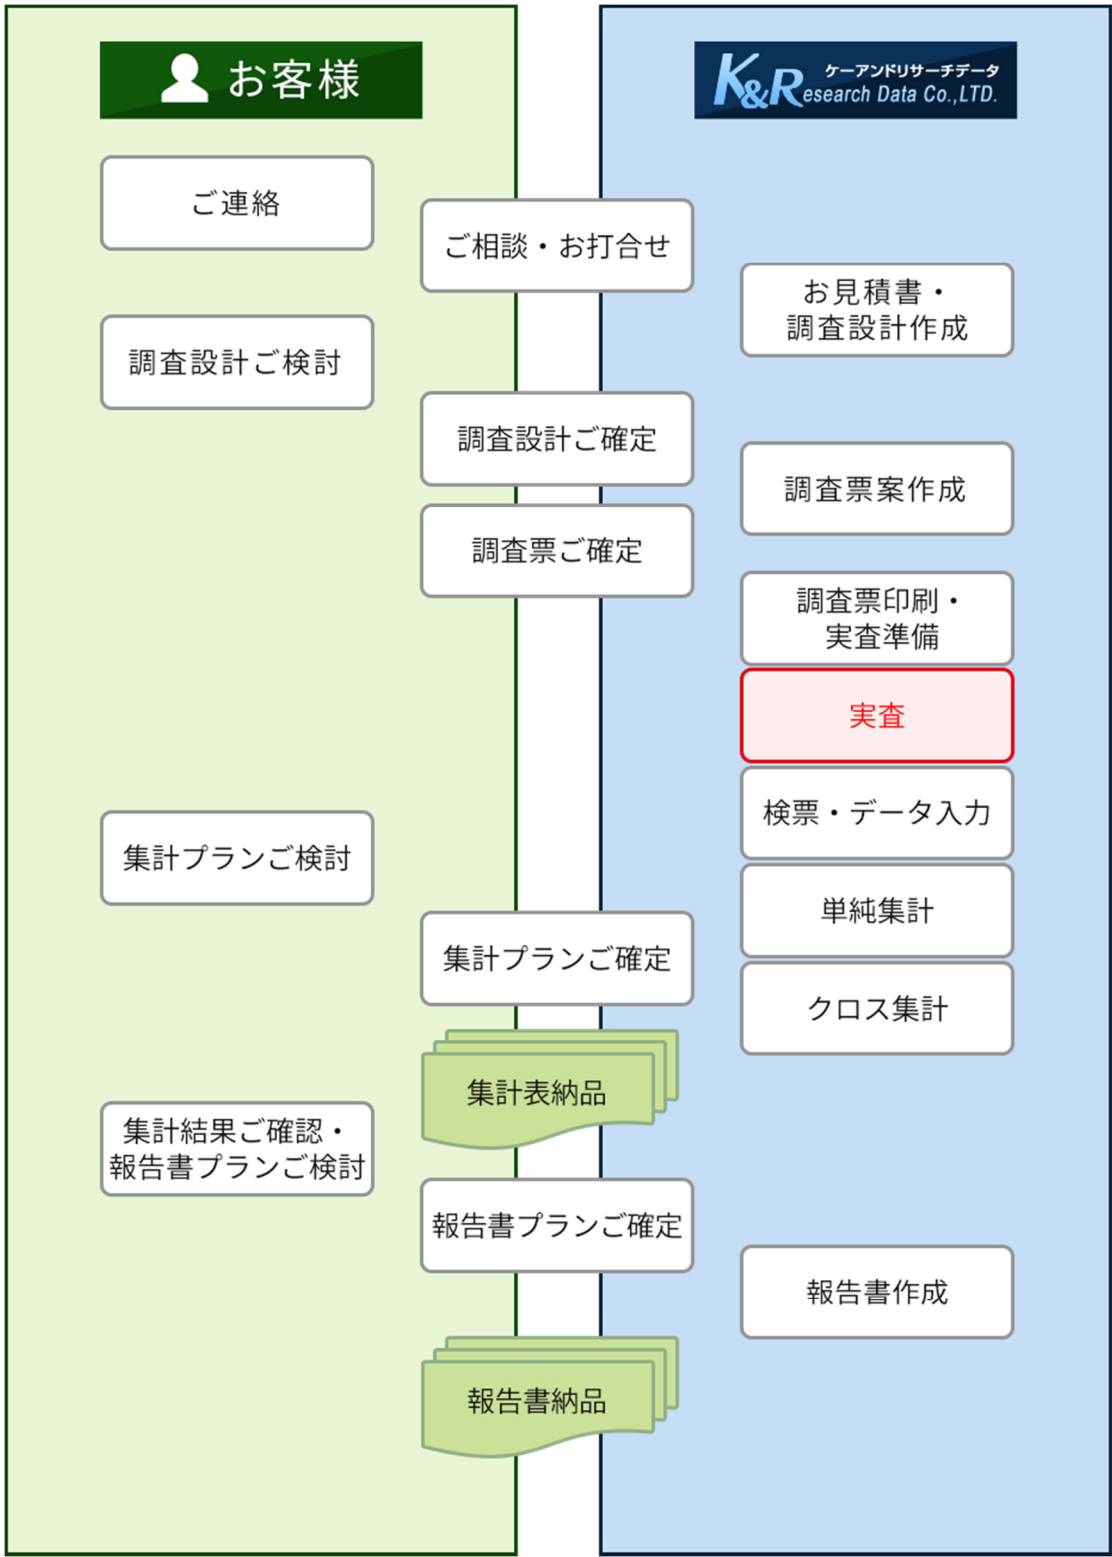 お客様
ケーアンドリサーチデータ
K&Research Data Co.,LTD.
ご連絡
ご相談・お打合せ
お見積書・
調査設計作成
調査設計ご検討
調査設計ご確定
調査票案作成
調査票ご確定
調査票印刷・
実査準備
実査
検票・データ入力
集計プランご検討
単純集計
集計プランご確定
クロス集計
集計表納品
集計結果ご確認・
報告書プランご検討
報告書プランご確定
報告書作成
報告書納品